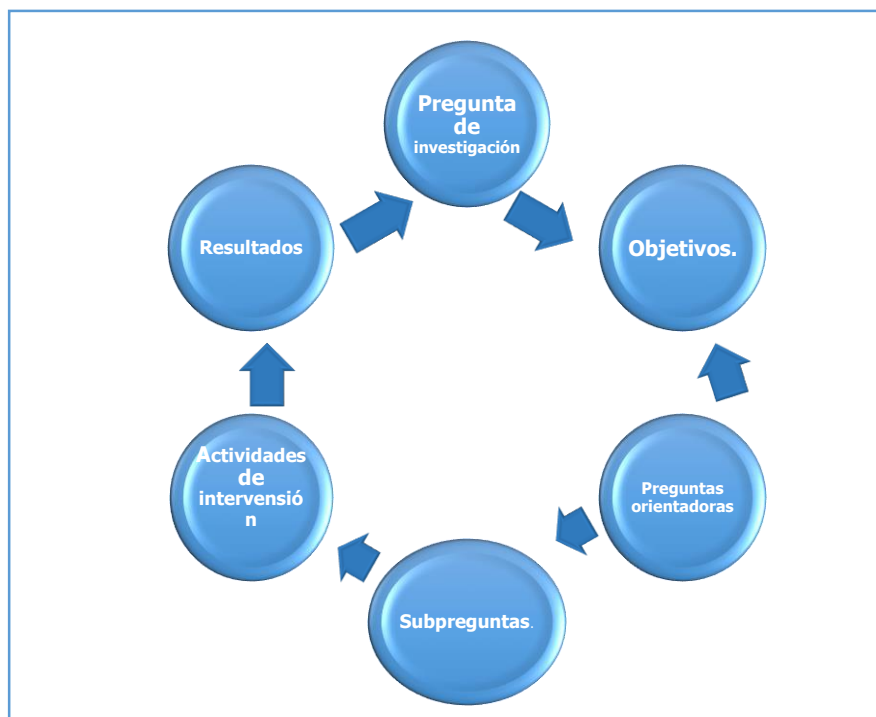 Pregunta
de
investigación
Objetivos.
Preguntas
orientadoras
Subpreguntas.
Actividades
de
intervensió
n
Resultados